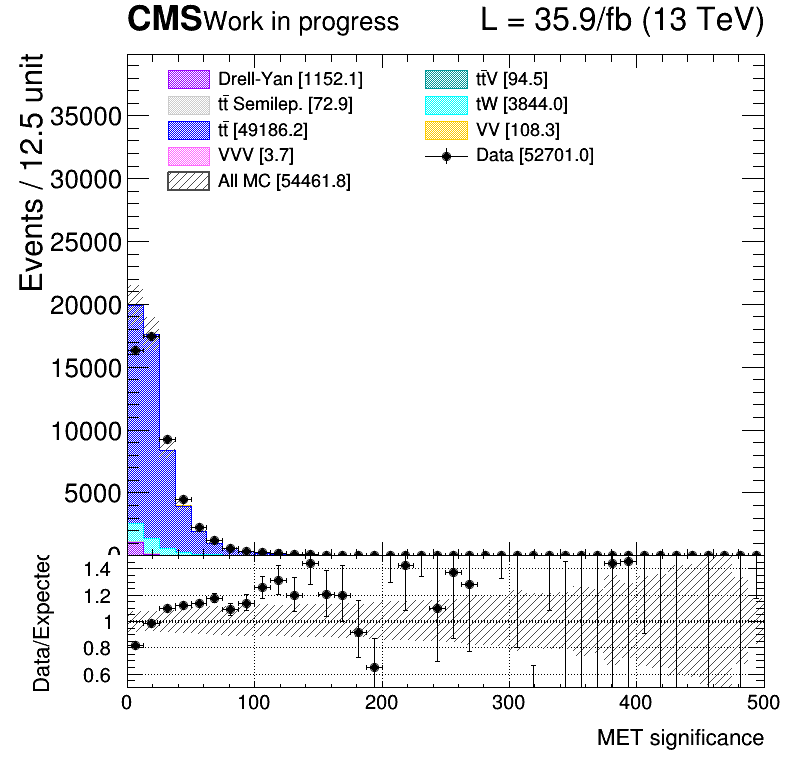 CMS Work in progress L = 35.9/fb (13 TeV)
Events / 12.5 unit
Drell-Yan [1152.1]
tt̄ Semilep. [72.9]
tt̄ [49186.2]
VVV [3.7]
All MC [54461.8]
tt̄V [94.5]
tW [3844.0]
VV [108.3]
Data [52701.0]
35000
30000
25000
20000
15000
10000
5000
0
Data/Expected
1.4
1.2
1
0.8
0.6
0 100 200 300 400 500
MET significance